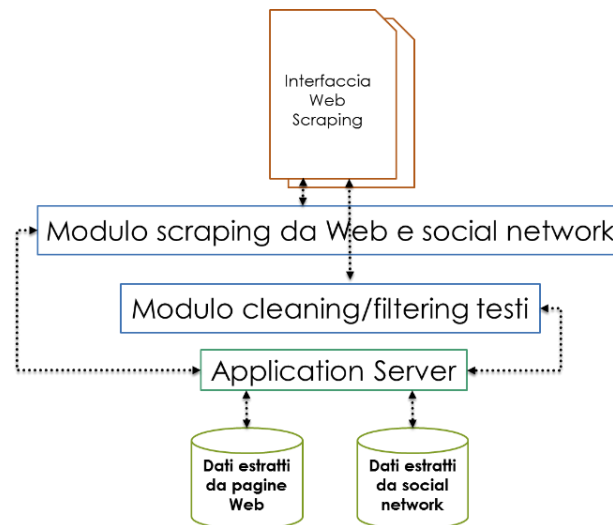 Interfaccia
Web
Scraping
Modulo scraping da Web e social network
Modulo cleaning/filtering testi
Application Server
Dati estratti
da pagine
Web
Dati estratti
da social
network